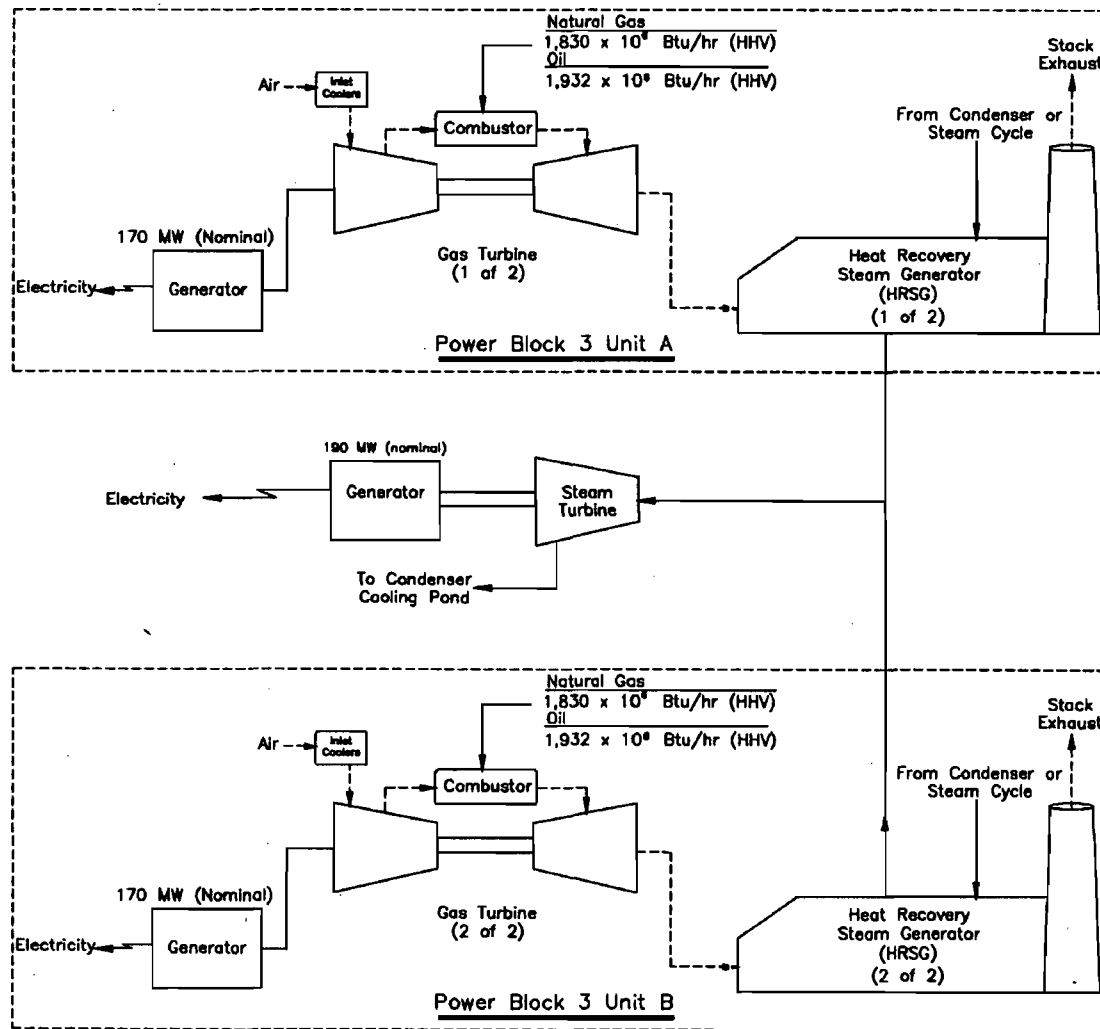 Natural Gas
1,830 x 10⁶ Btu/hr (HHV)
Oil
1,932 x 10⁶ Btu/hr (HHV)
Stack
Exhaust
Air
Inlet
Coolers
Combustor
From Condenser or
Steam Cycle
170 MW (Nominal)
Gas Turbine
(1 of 2)
Heat Recovery
Steam Generator
(HRSG)
(1 of 2)
Electricity
Generator
Power Block 3 Unit A
190 MW (nominal)
Generator
Steam
Turbine
Electricity
To Condenser
Cooling Pond
Natural Gas
1,830 x 10⁶ Btu/hr (HHV)
Oil
1,932 x 10⁶ Btu/hr (HHV)
Stack
Exhaust
Air
Inlet
Coolers
Combustor
From Condenser or
Steam Cycle
170 MW (Nominal)
Gas Turbine
(2 of 2)
Heat Recovery
Steam Generator
(HRSG)
(2 of 2)
Electricity
Generator
Power Block 3 Unit B